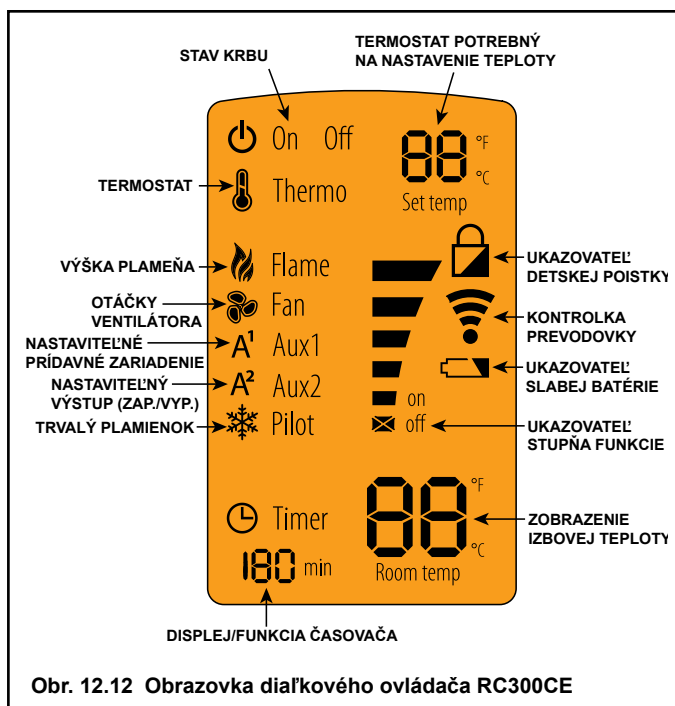 STAV KRBU
TERMOSTAT POTREBNÝ
NA NASTAVENIE TEPLOTY
On Off
88 °F
°C
Set temp
TERMOSTAT
Thermo
VÝŠKA PLAMEŇA
Flame
UKAZOVATEĽ
DETSKEJ POISTKY
OTÁČKY
VENTILÁTORA
Fan
KONTROLKA
PREVODOVKY
NASTAVITEĽNÉ
PRÍDAVNÉ ZARIADENIE
A¹ Aux1
NASTAVITEĽNÝ
VÝSTUP (ZAP./VYP.)
A² Aux2
UKAZOVATEĽ
SLABEJ BATÉRIE
on
TRVALÝ PLAMIENOK
Pilot
off
UKAZOVATEĽ
STUPŇA FUNKCIE
Timer
180 min
88 °F
°C
Room temp
ZOBRAZENIE
IZBOVEJ TEPLOTY
DISPLEJ/FUNKCIA ČASOVAČA
Obr. 12.12 Obrazovka diaľkového ovládača RC300CE